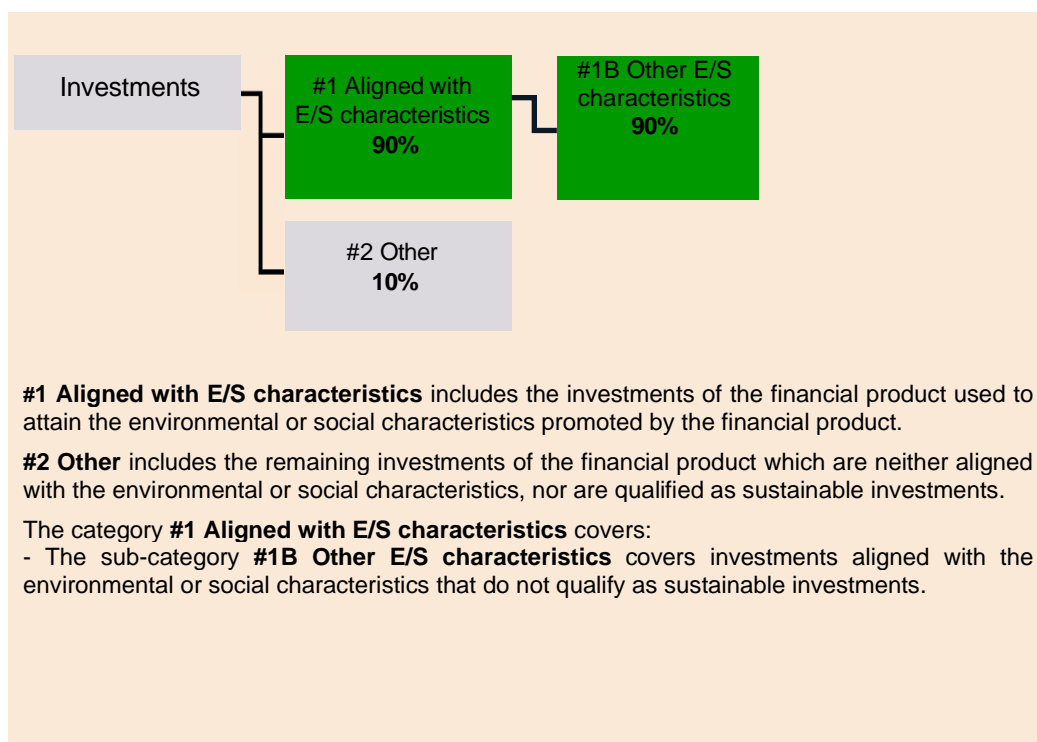 Investments
#1 Aligned with
E/S characteristics
90%
#1B Other E/S
characteristics
90%
#2 Other
10%
#1 Aligned with E/S characteristics includes the investments of the financial product used to
attain the environmental or social characteristics promoted by the financial product.
#2 Other includes the remaining investments of the financial product which are neither aligned
with the environmental or social characteristics, nor are qualified as sustainable investments.
The category #1 Aligned with E/S characteristics covers:
- The sub-category #1B Other E/S characteristics covers investments aligned with the
environmental or social characteristics that do not qualify as sustainable investments.